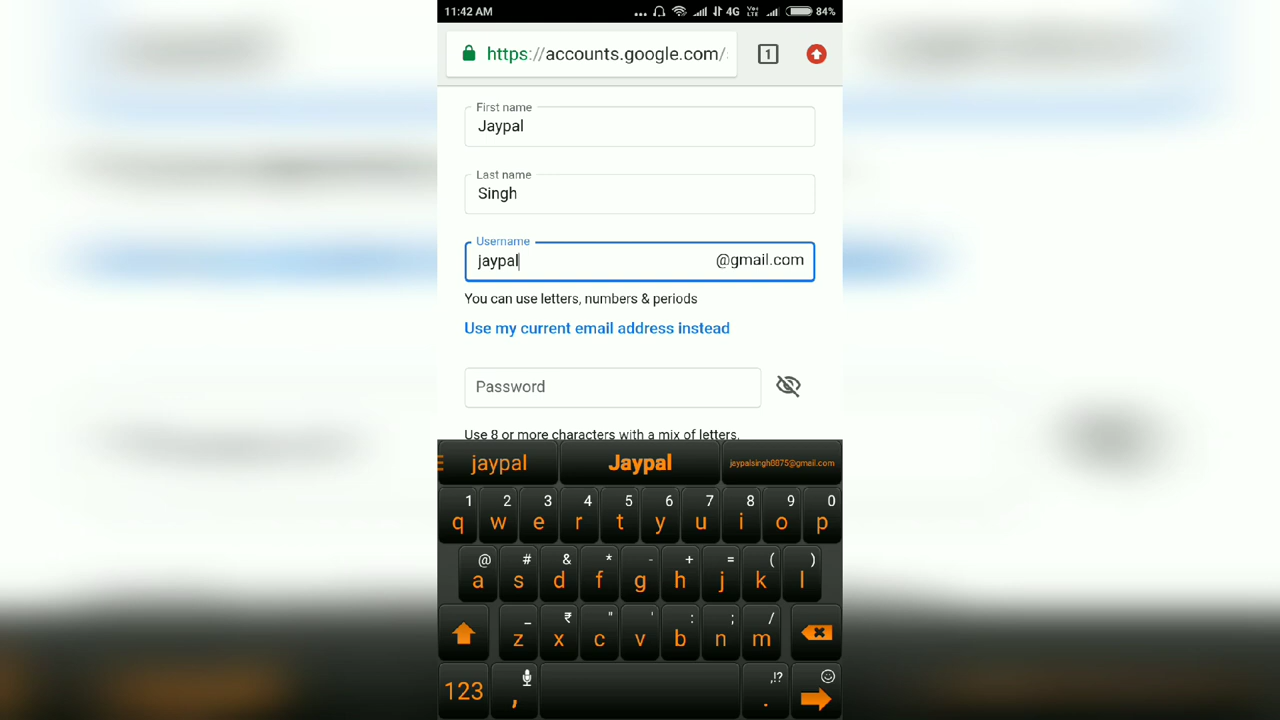 11:42 AM ... 4G Vo LTE 84%
https://accounts.google.com/ 1
First name
Jaypal
Last name
Singh
Username
jaypal @gmail.com
You can use letters, numbers & periods
Use my current email address instead
Password
Use 8 or more characters with a mix of letters,
jaypal Jaypal jaypalsingh8875@gmail.com
1 2 3 4 5 6 7 8 9 0
q w e r t y u i o p
@ # & * - + = ( )
a s d f g h j k l
_ ₹ " ' : ; /
z x c v b n m
,!?
123 , .